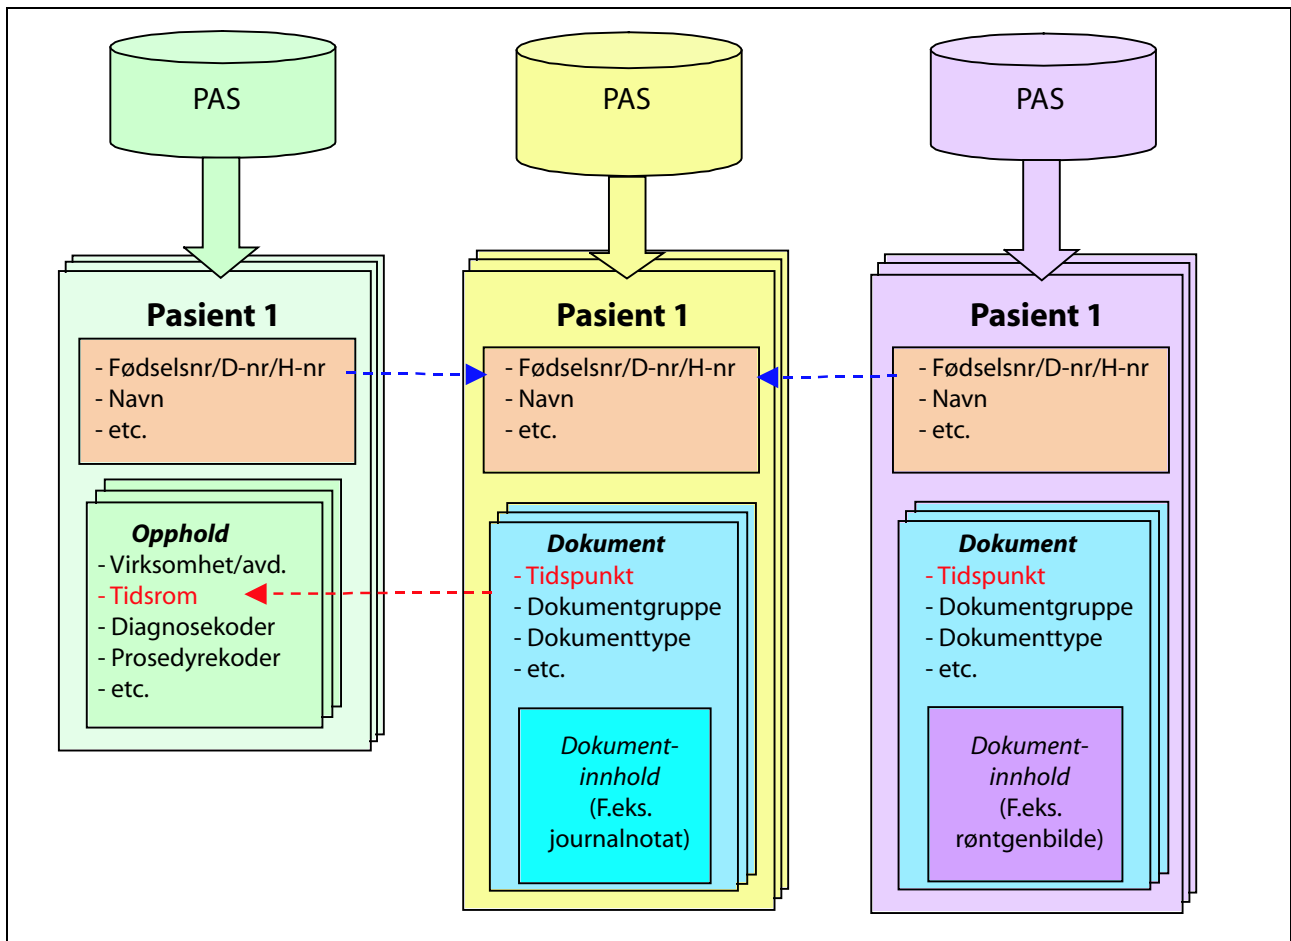 PAS
PAS
PAS
Pasient 1
- Fødselsnr/D-nr/H-nr
- Navn
- etc.
Opphold
- Virksomhet/avd.
- Tidsrom
- Diagnosekoder
- Prosedyrekoder
- etc.
Pasient 1
- Fødselsnr/D-nr/H-nr
- Navn
- etc.
Dokument
- Tidspunkt
- Dokumentgruppe
- Dokumenttype
- etc.
Dokument-
innhold
(F.eks.
journalnotat)
Pasient 1
- Fødselsnr/D-nr/H-nr
- Navn
- etc.
Dokument
- Tidspunkt
- Dokumentgruppe
- Dokumenttype
- etc.
Dokument-
innhold
(F.eks.
røntgenbilde)